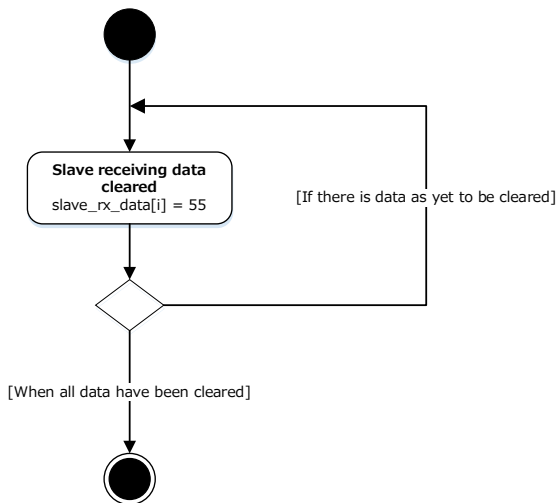 Slave receiving data
cleared
slave_rx_data[i] = 55
[If there is data as yet to be cleared]
[When all data have been cleared]